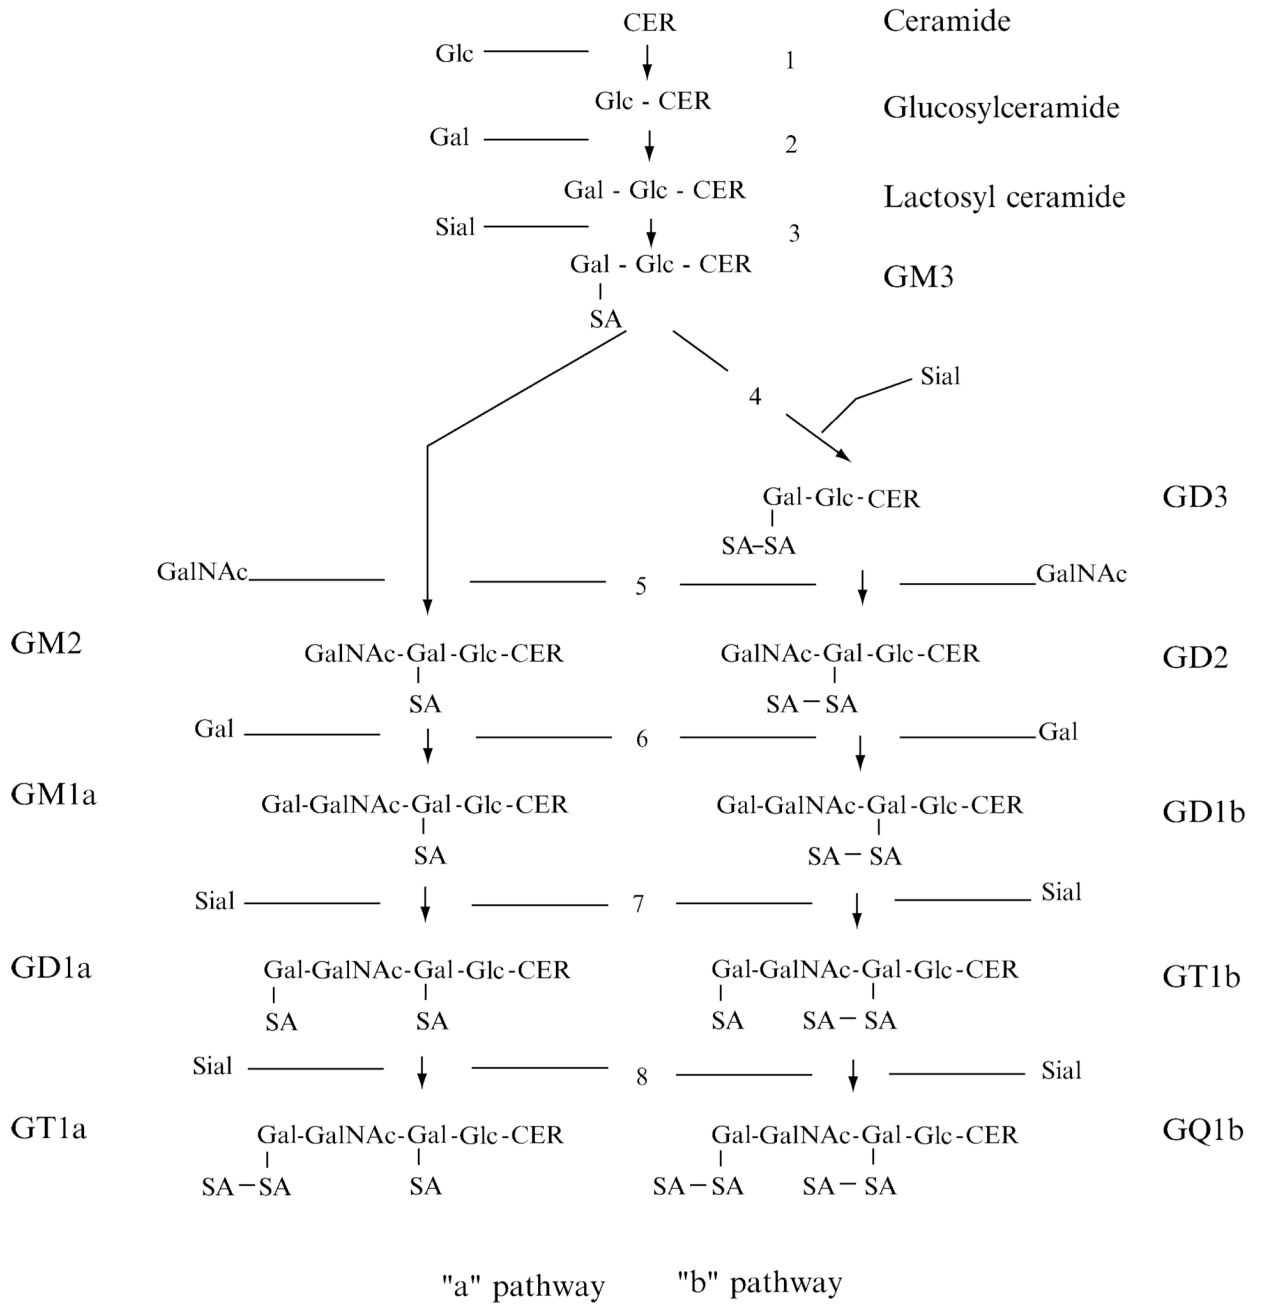 CER Ceramide
Glc 1
Glc - CER Glucosylceramide
Gal 2
Gal - Glc - CER Lactosyl ceramide
Sial 3
Gal - Glc - CER GM3
SA
4 Sial
Gal-Glc-CER GD3
SA-SA
GalNAc 5 GalNAc
GM2 GalNAc-Gal-Glc-CER GalNAc-Gal-Glc-CER GD2
SA SA-SA
Gal 6 Gal
GM1a Gal-GalNAc-Gal-Glc-CER Gal-GalNAc-Gal-Glc-CER GD1b
SA SA-SA
Sial 7 Sial
GD1a Gal-GalNAc-Gal-Glc-CER Gal-GalNAc-Gal-Glc-CER GT1b
SA SA SA SA-SA
Sial 8 Sial
GT1a Gal-GalNAc-Gal-Glc-CER Gal-GalNAc-Gal-Glc-CER GQ1b
SA-SA SA SA-SA SA-SA
"a" pathway "b" pathway